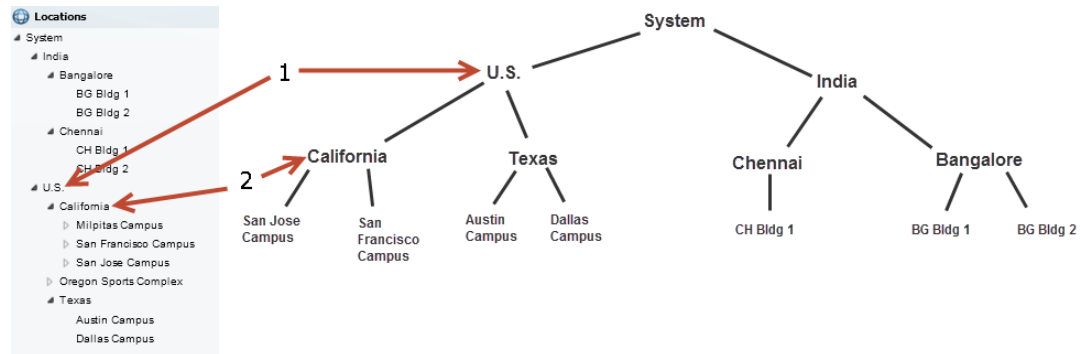 Locations
System
India
Bangalore
BG Bldg 1
BG Bldg 2
Chennai
CH Bldg 1
CH Bldg 2
U.S.
California
Milpitas Campus
San Francisco Campus
San Jose Campus
Oregon Sports Complex
Texas
Austin Campus
Dallas Campus
1
2
System
U.S.
India
California
Texas
Chennai
Bangalore
San Jose
Campus
San
Francisco
Campus
Austin
Campus
Dallas
Campus
CH Bldg 1
BG Bldg 1
BG Bldg 2